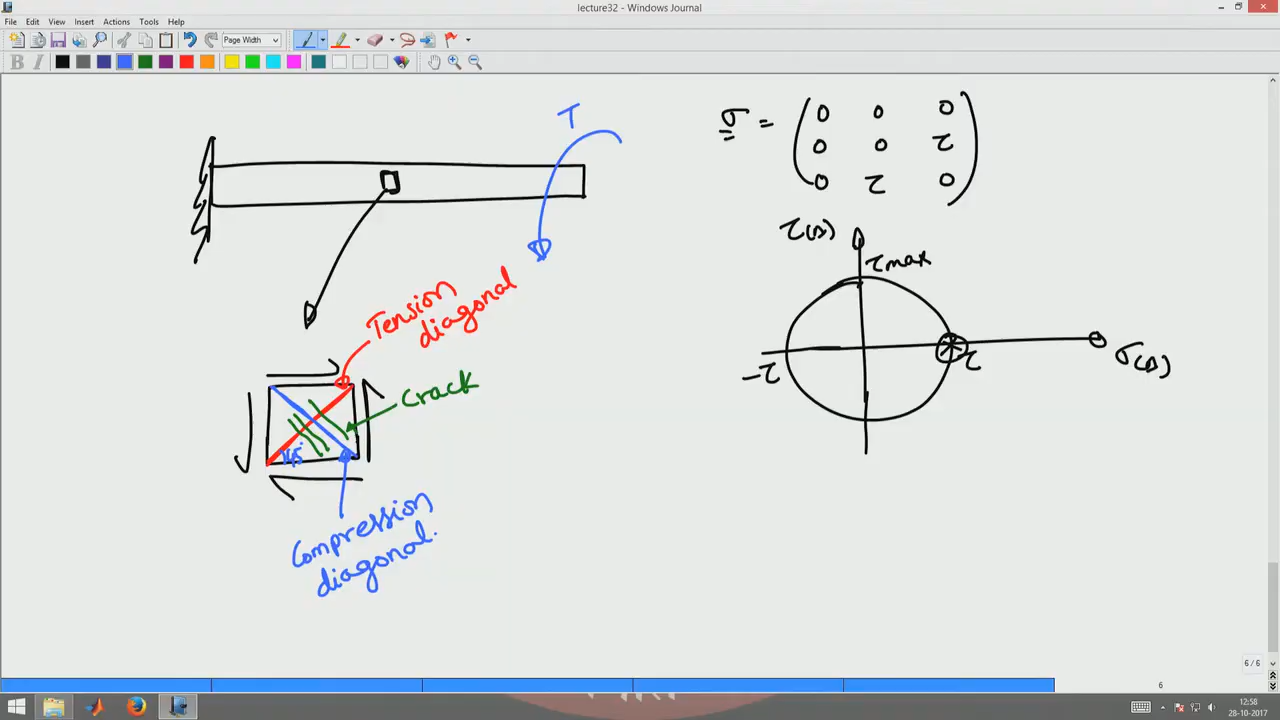 lecture32 - Windows Journal
File Edit View Insert Actions Tools Help
Page Width
B I
T
σ = ( 0 0 0
0 0 τ
0 τ 0 )
τ(n)
τmax
-τ
τ
σ(n)
Tension
diagonal
Crack
45
Compression
diagonal.
6 / 6
6
12:58
28-10-2017